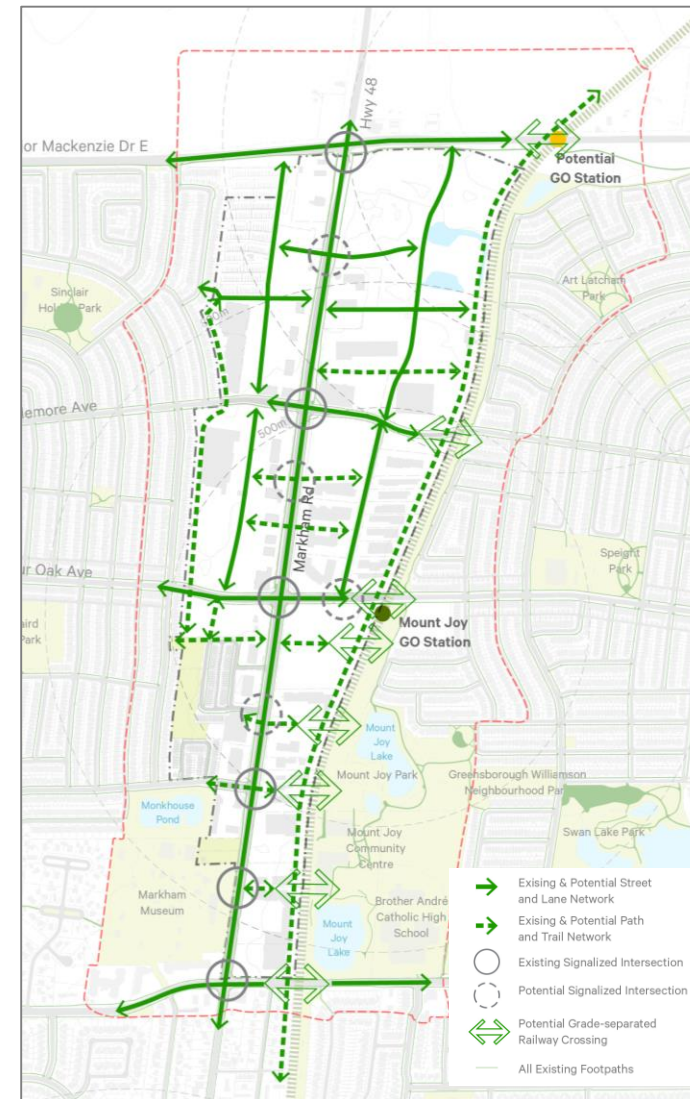 Hwy 48
or Mackenzie Dr E
Potential
GO Station
Sinclair
Art Latcham
Park
lemore Ave
500m
Markham Rd
ur Oak Ave
Speight
Park
aird
Park
Mount Joy
GO Station
Mount
Joy
Lake
Mount Joy Park
Greensborough Williamson
Neighbourhood Par
Monkhouse
Pond
Swan Lake Park
Mount Joy
Community
Centre
Markham
Museum
Brother André
Catholic High
School
Mount
Joy
Lake
Exising & Potential Street
and Lane Network
Exising & Potential Path
and Trail Network
Existing Signalized Intersection
Potential Signalized Intersection
Potential Grade-separated
Railway Crossing
All Existing Footpaths